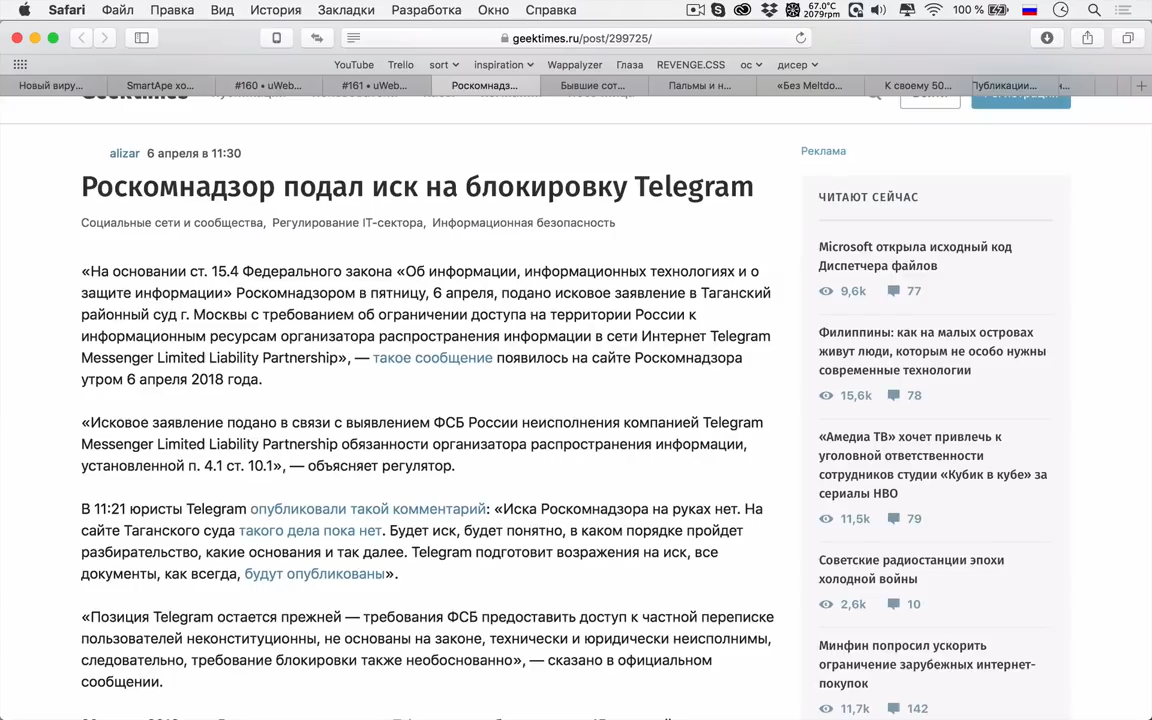 Safari Файл Правка Вид История Закладки Разработка Окно Справка 67.0°C 2079rpm 100 %
geektimes.ru/post/299725/
YouTube Trello sort inspiration Wappalyzer Глаза REVENGE.CSS ос дисер
Новый виру... SmartApe хо... #160 • uWeb... #161 • uWeb... Роскомнадз... Бывшие сот... Пальмы и н... «Без Meltdo... К своему 50... Публикации...
alizar 6 апреля в 11:30
Роскомнадзор подал иск на блокировку Telegram
Социальные сети и сообщества, Регулирование IT-сектора, Информационная безопасность
«На основании ст. 15.4 Федерального закона «Об информации, информационных технологиях и о
защите информации» Роскомнадзором в пятницу, 6 апреля, подано исковое заявление в Таганский
районный суд г. Москвы с требованием об ограничении доступа на территории России к
информационным ресурсам организатора распространения информации в сети Интернет Telegram
Messenger Limited Liability Partnership», — такое сообщение появилось на сайте Роскомнадзора
утром 6 апреля 2018 года.
«Исковое заявление подано в связи с выявлением ФСБ России неисполнения компанией Telegram
Messenger Limited Liability Partnership обязанности организатора распространения информации,
установленной п. 4.1 ст. 10.1», — объясняет регулятор.
В 11:21 юристы Telegram опубликовали такой комментарий: «Иска Роскомнадзора на руках нет. На
сайте Таганского суда такого дела пока нет. Будет иск, будет понятно, в каком порядке пройдет
разбирательство, какие основания и так далее. Telegram подготовит возражения на иск, все
документы, как всегда, будут опубликованы».
«Позиция Telegram остается прежней — требования ФСБ предоставить доступ к частной переписке
пользователей неконституционны, не основаны на законе, технически и юридически неисполнимы,
следовательно, требование блокировки также необоснованно», — сказано в официальном
сообщении.
Реклама
ЧИТАЮТ СЕЙЧАС
Microsoft открыла исходный код
Диспетчера файлов
9,6k 77
Филиппины: как на малых островах
живут люди, которым не особо нужны
современные технологии
15,6k 78
«Амедиа ТВ» хочет привлечь к
уголовной ответственности
сотрудников студии «Кубик в кубе» за
сериалы HBO
11,5k 79
Советские радиостанции эпохи
холодной войны
2,6k 10
Минфин попросил ускорить
ограничение зарубежных интернет-
покупок
11,7k 142